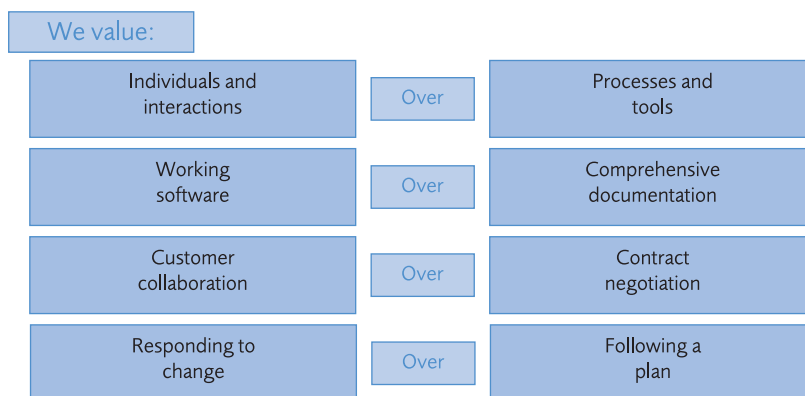 We value:
Individuals and
interactions
Over
Processes and
tools
Working
software
Over
Comprehensive
documentation
Customer
collaboration
Over
Contract
negotiation
Responding to
change
Over
Following a
plan